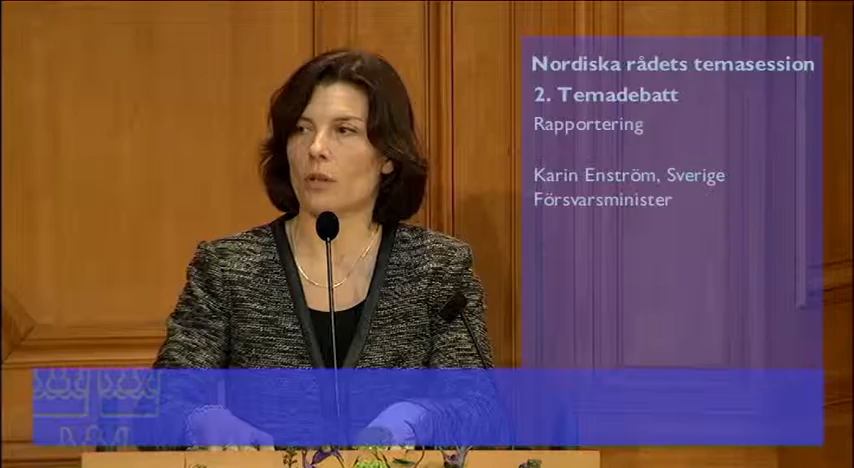 Nordiska rådets temasession
2. Temadebatt
Rapportering
Karin Enström, Sverige
Försvarsminister